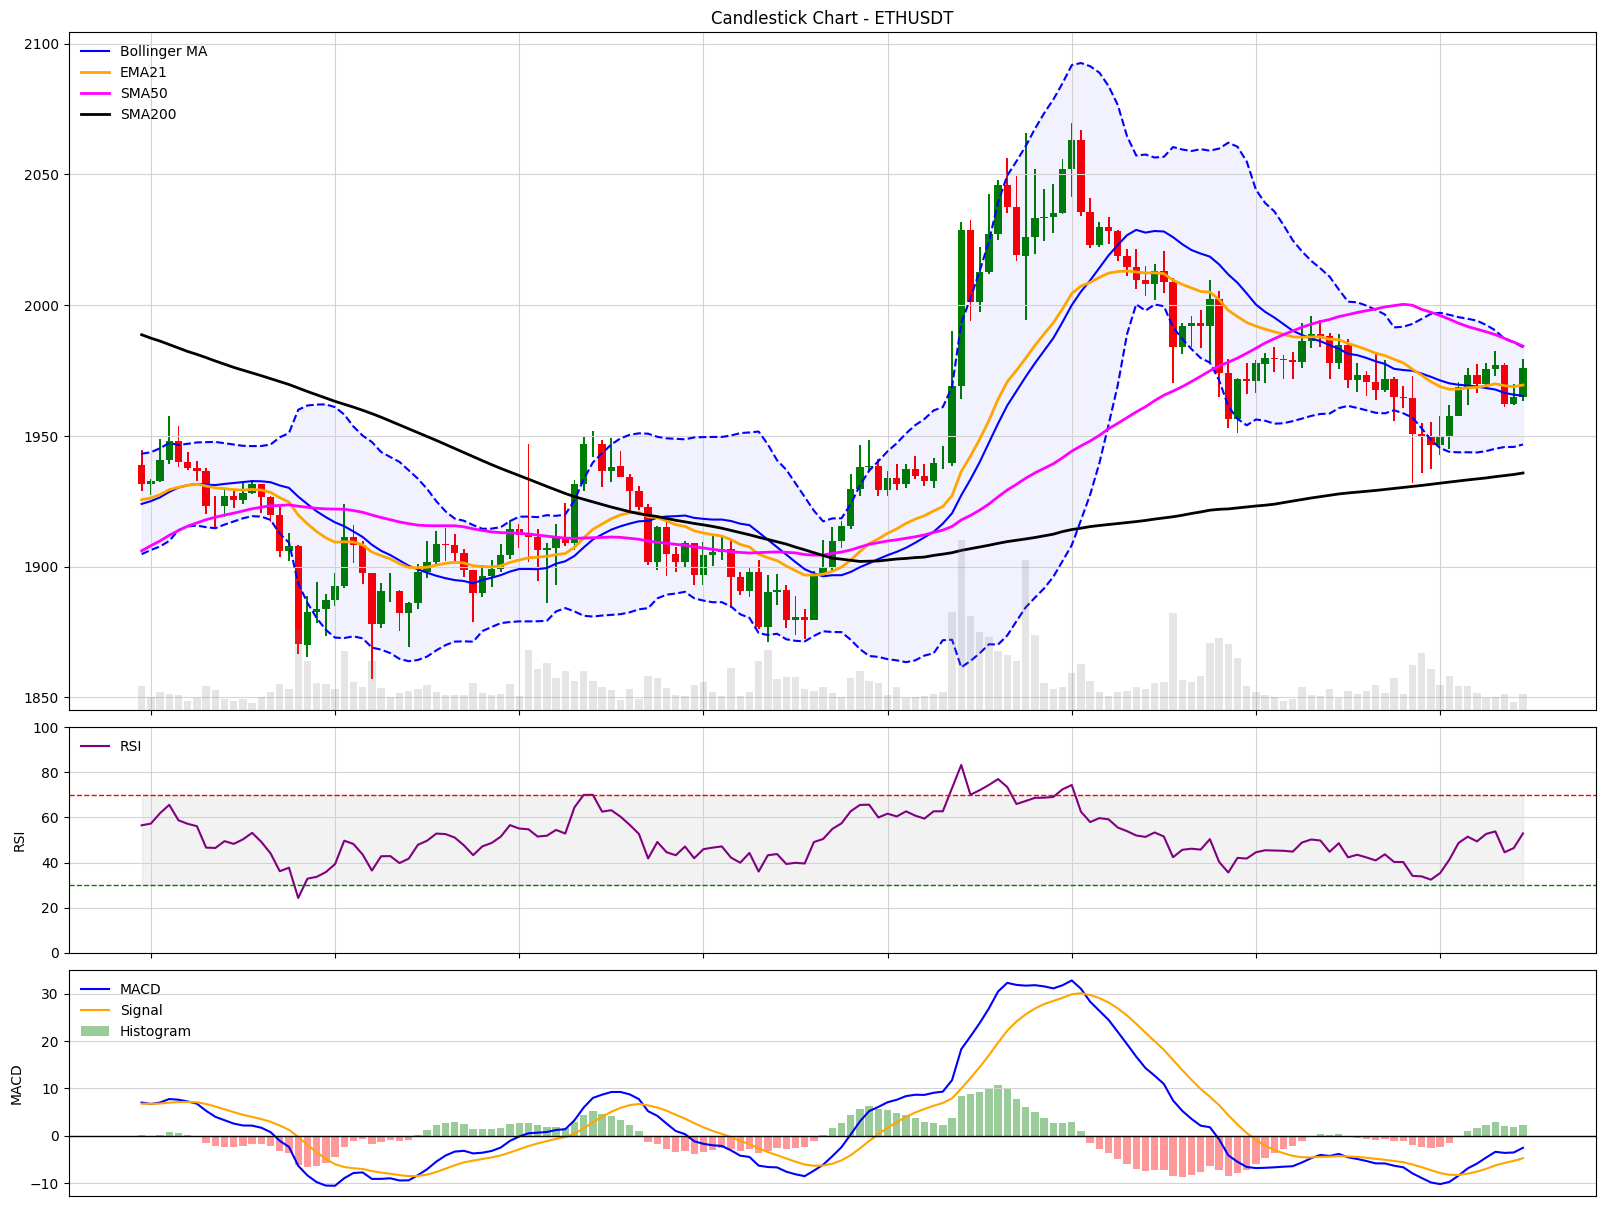 Candlestick Chart - ETHUSDT
2100
2050
2000
1950
1900
1850
Bollinger MA
EMA21
SMA50
SMA200
100
80
60
40
20
0
RSI
RSI
30
20
10
0
−10
MACD
MACD
Signal
Histogram